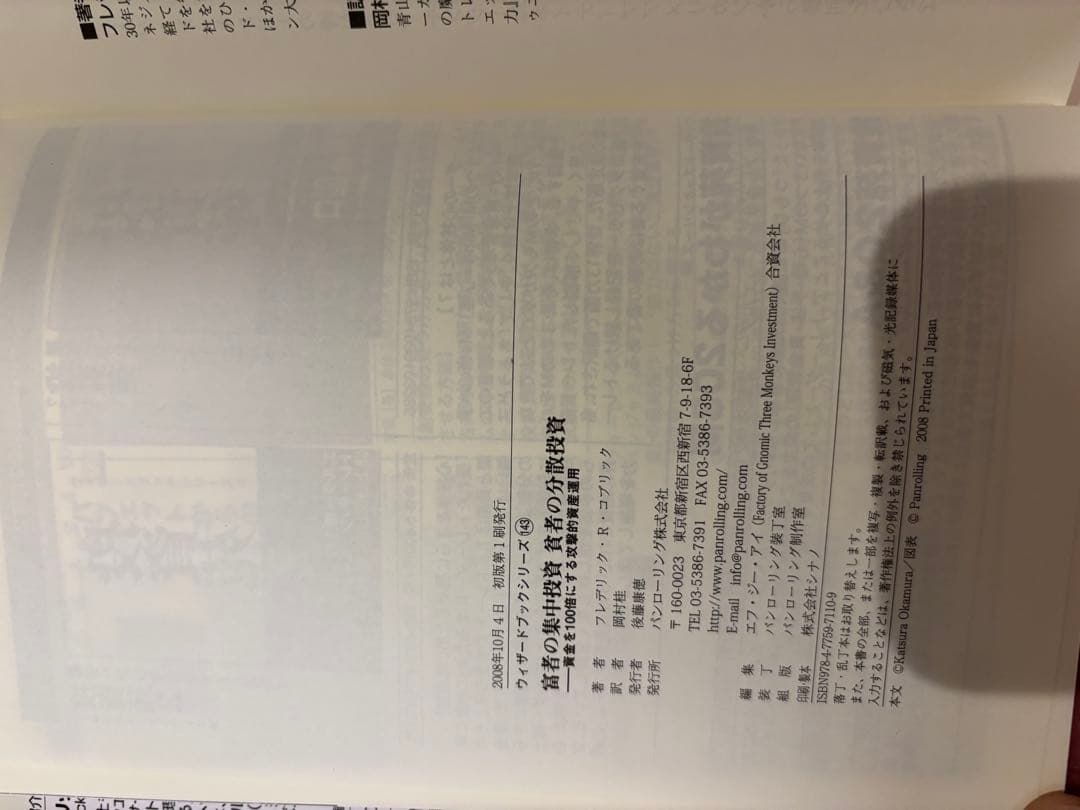 2008年10月4日 初版第1刷発行
ウィザードブックシリーズ 143
富者の集中投資 貧者の分散投資
――資金を100倍にする攻撃的資産運用
著 者 フレデリック・R・コブリック
訳 者 岡村桂
発行者 後藤康徳
発行所 パンローリング株式会社
〒160-0023 東京都新宿区西新宿 7-9-18-6F
TEL 03-5386-7391 FAX 03-5386-7393
http://www.panrolling.com/
E-mail info@panrolling.com
編 集 エフ・ジー・アイ（Factory of Gnomic Three Monkeys Investment）合資会社
装 丁 パンローリング装丁室
組 版 パンローリング制作室
印刷・製本 株式会社シナノ
ISBN978-4-7759-7110-9
落丁・乱丁本はお取り替えします。
また、本書の全部、または一部を複写・複製・転訳載、および磁気・光記録媒体に
入力することなどは、著作権法上の例外を除き禁じられています。
本文 ©Katsura Okamura／図表 © Panrolling 2008 Printed in Japan